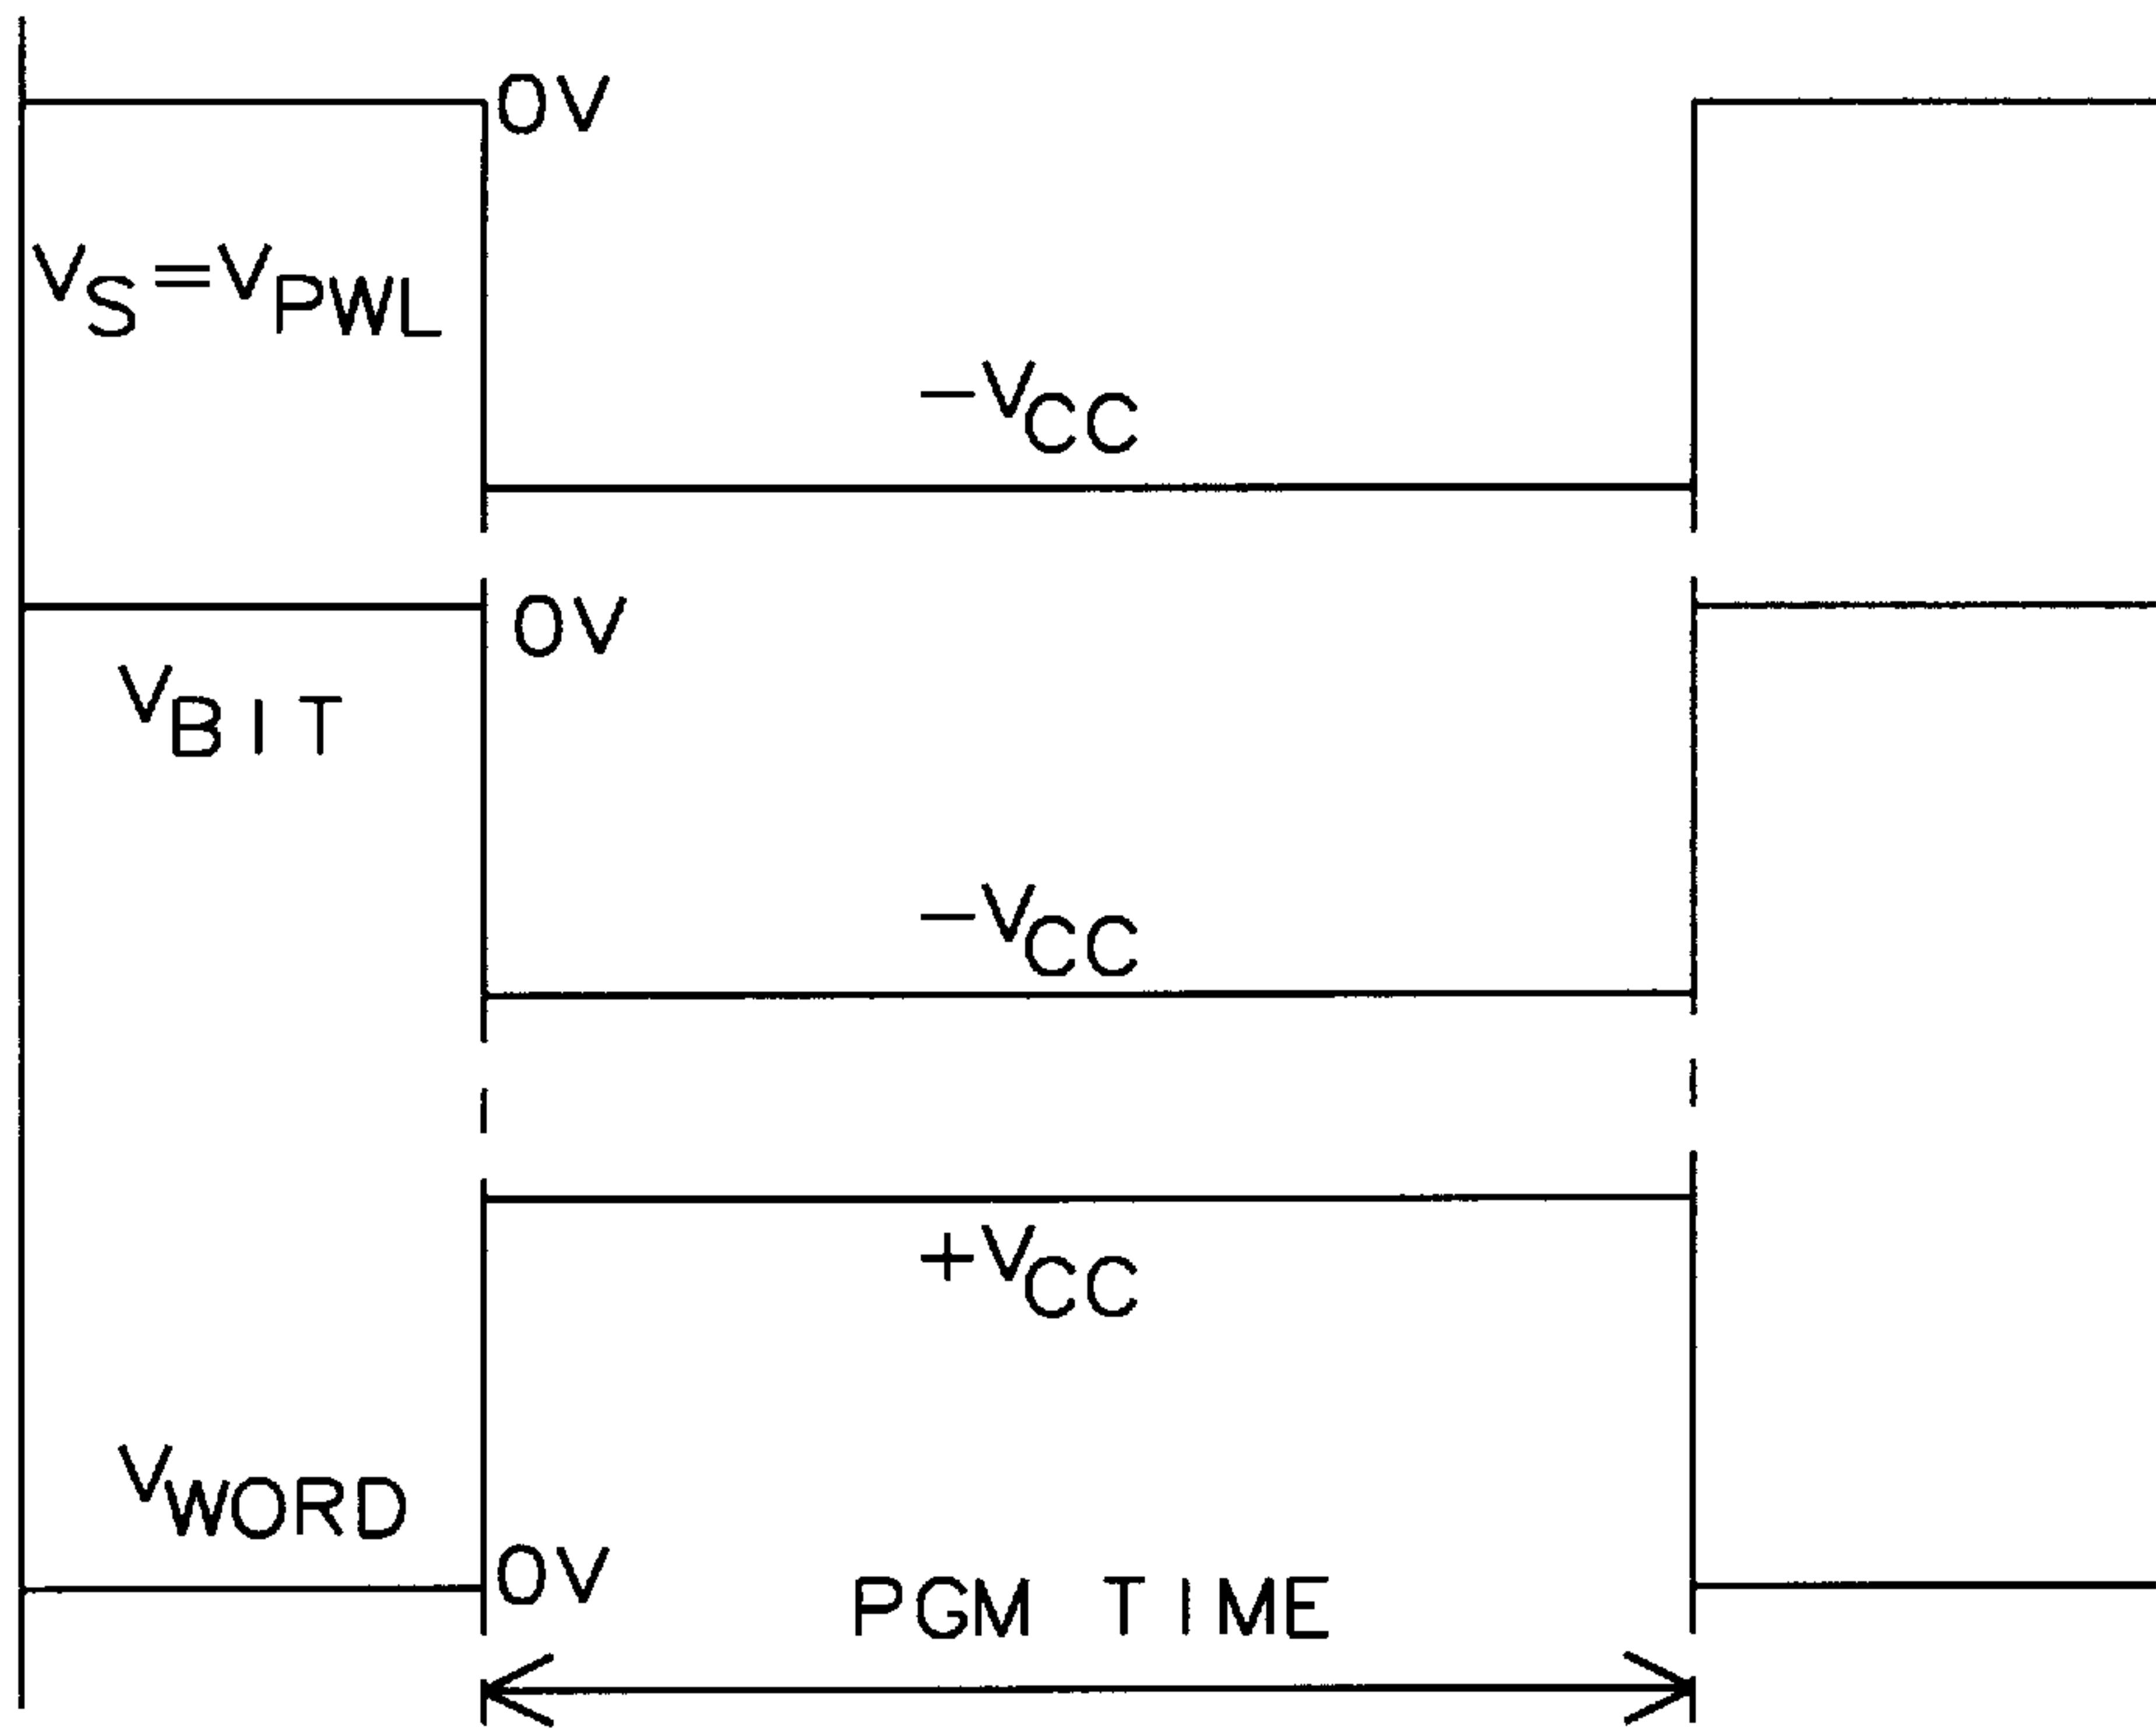 0V
VS=VPWL
-VCC
0V
VBIT
-VCC
+VCC
VWORD
0V
PGM TIME